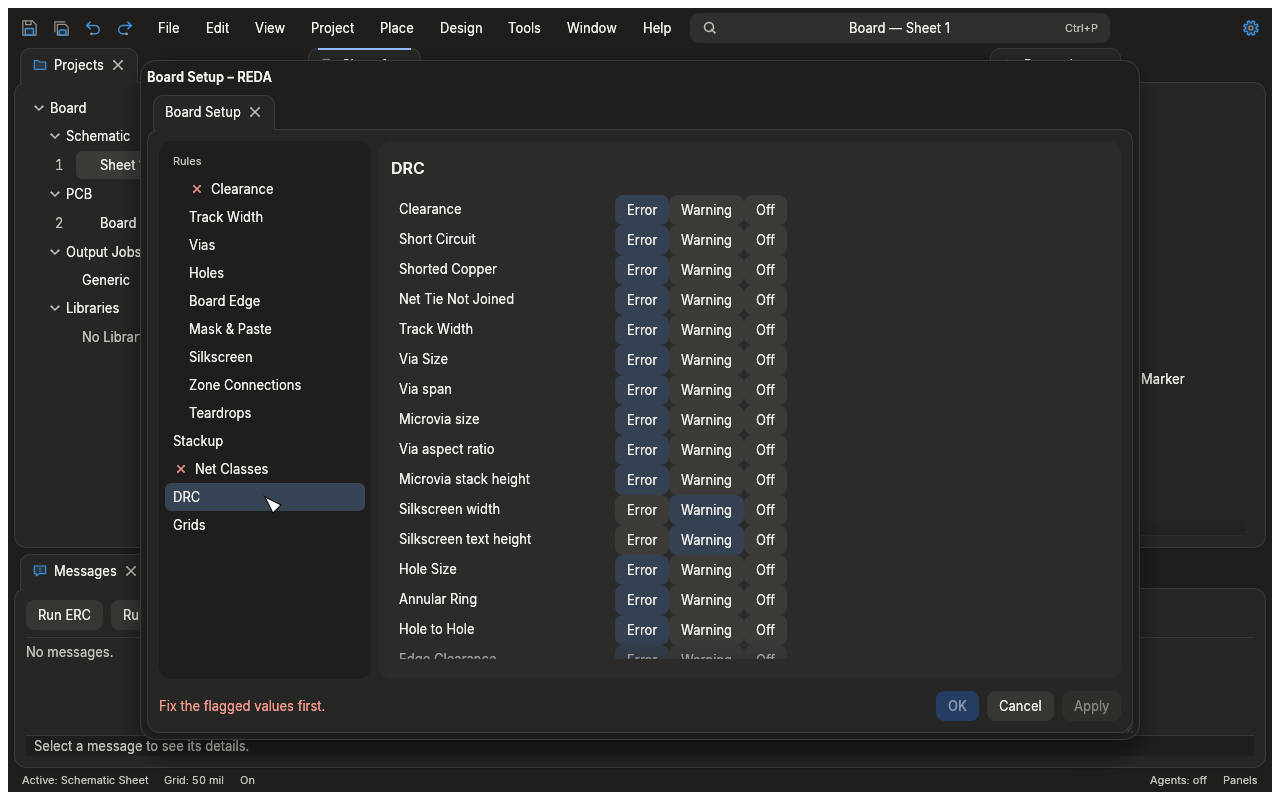 File Edit View Project Place Design Tools Window Help Board — Sheet 1 Ctrl+P
Projects
Board
Schematic
1 Sheet
PCB
2 Board
Output Jobs
Generic
Libraries
No Librar
Marker
Board Setup – REDA
Board Setup
Rules
Clearance
Track Width
Vias
Holes
Board Edge
Mask & Paste
Silkscreen
Zone Connections
Teardrops
Stackup
Net Classes
DRC
Grids
DRC
Clearance Error Warning Off
Short Circuit Error Warning Off
Shorted Copper Error Warning Off
Net Tie Not Joined Error Warning Off
Track Width Error Warning Off
Via Size Error Warning Off
Via span Error Warning Off
Microvia size Error Warning Off
Via aspect ratio Error Warning Off
Microvia stack height Error Warning Off
Silkscreen width Error Warning Off
Silkscreen text height Error Warning Off
Hole Size Error Warning Off
Annular Ring Error Warning Off
Hole to Hole Error Warning Off
Edge Clearance Error Warning Off
Fix the flagged values first.
OK Cancel Apply
Messages
Run ERC Ru
No messages.
Select a message to see its details.
Active: Schematic Sheet Grid: 50 mil On Agents: off Panels